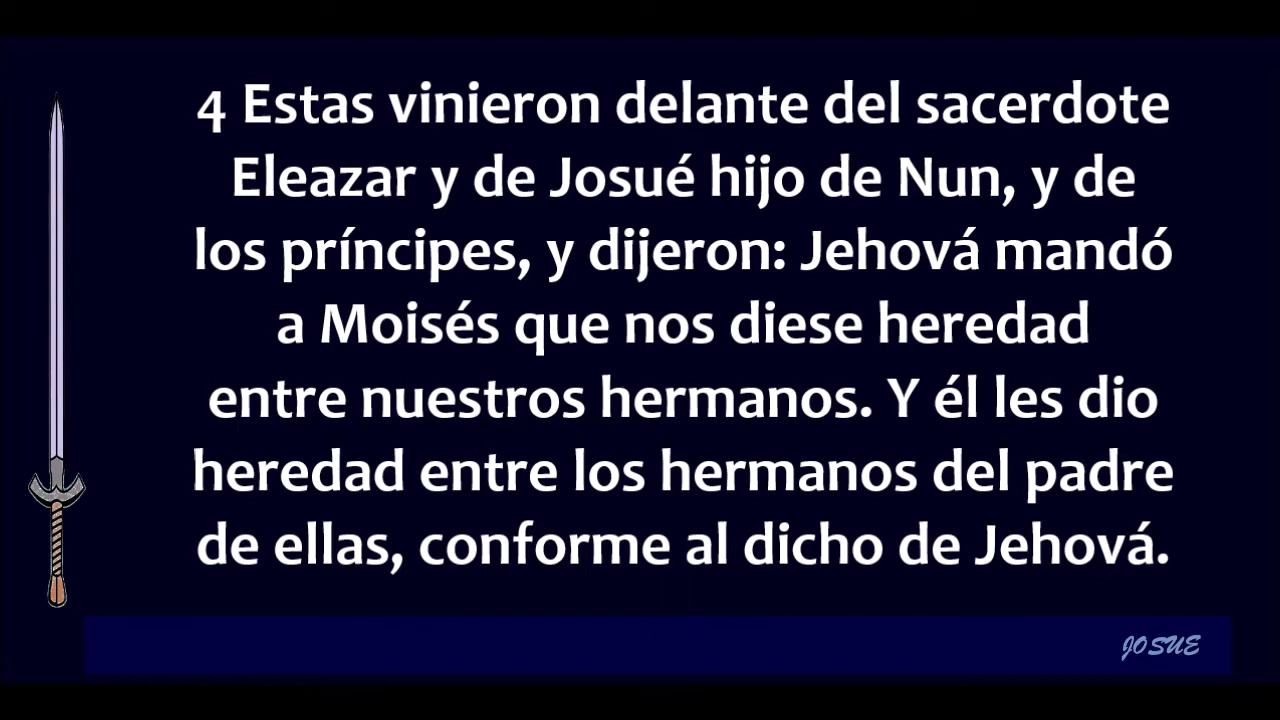 4 Estas vinieron delante del sacerdote
Eleazar y de Josué hijo de Nun, y de
los príncipes, y dijeron: Jehová mandó
a Moisés que nos diese heredad
entre nuestros hermanos. Y él les dio
heredad entre los hermanos del padre
de ellas, conforme al dicho de Jehová.
JOSUE